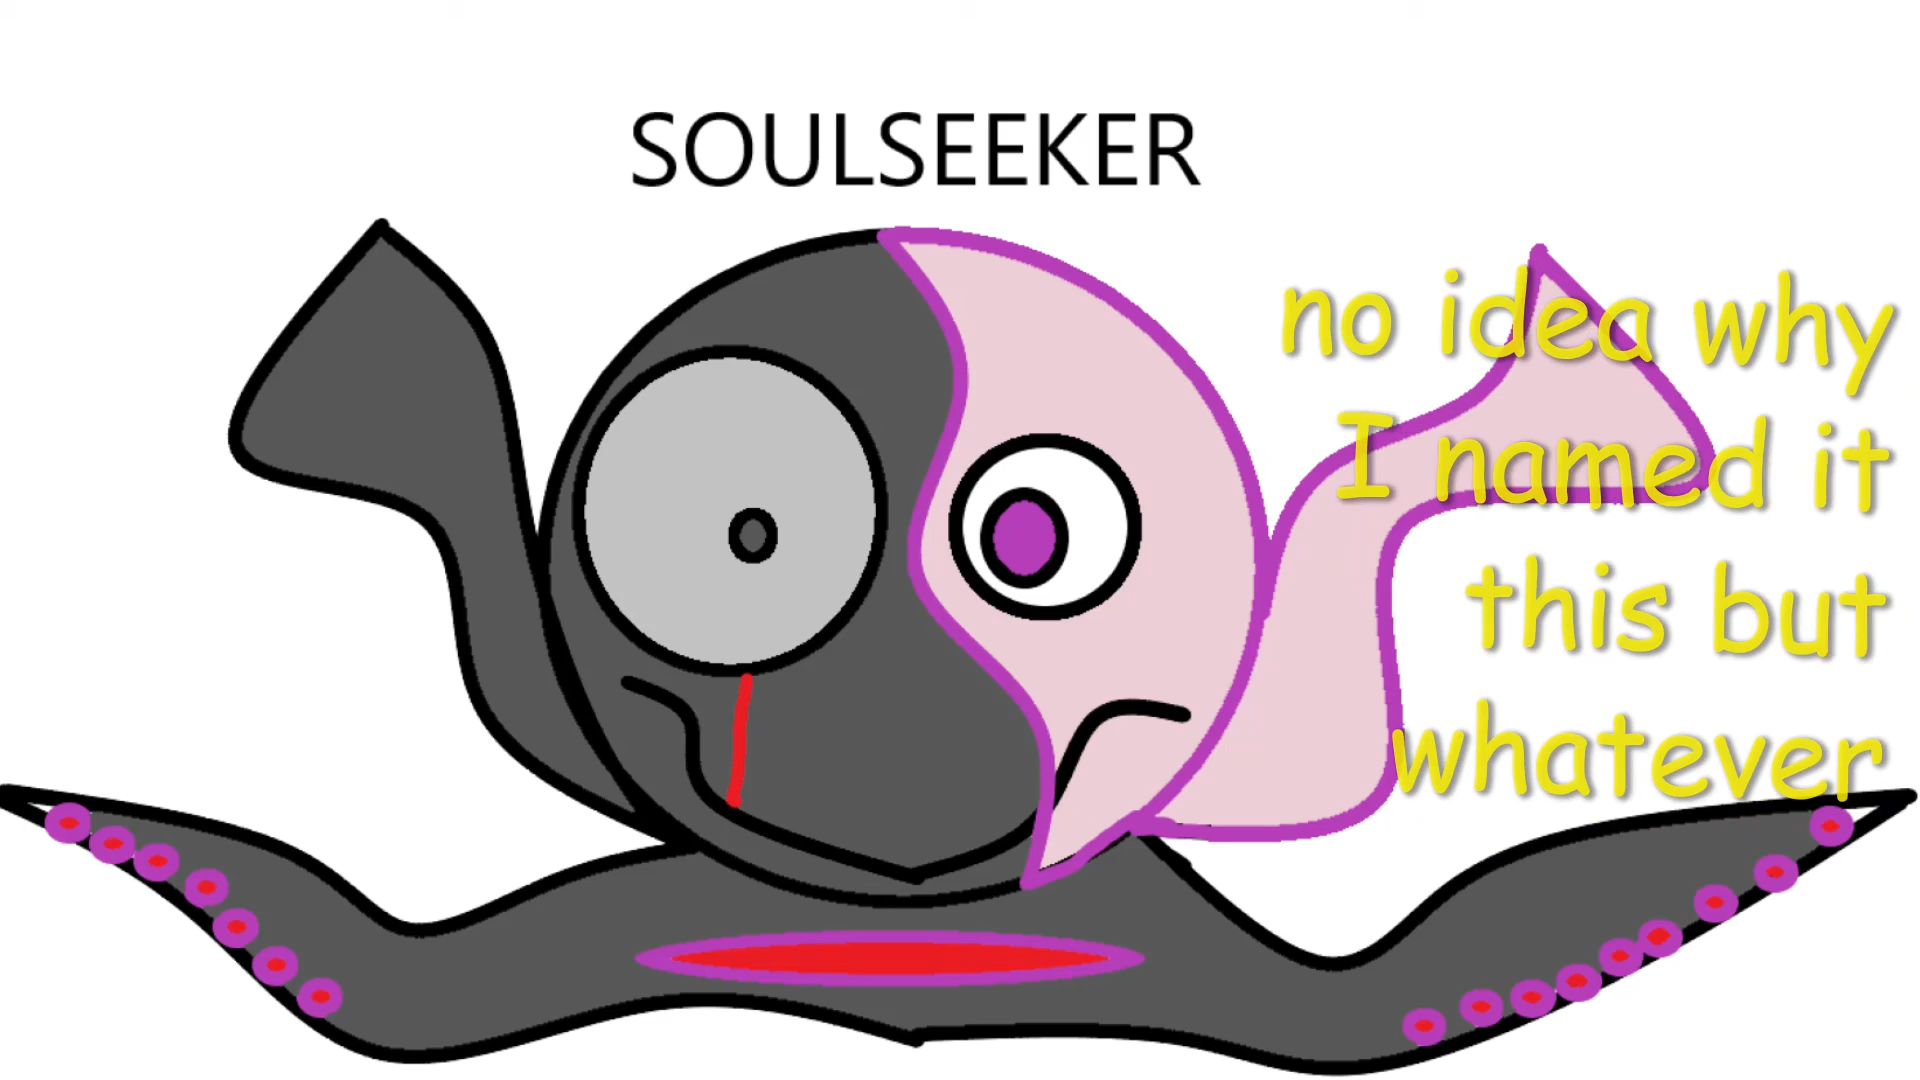 SOULSEEKER
no idea why
I named it
this but
whatever